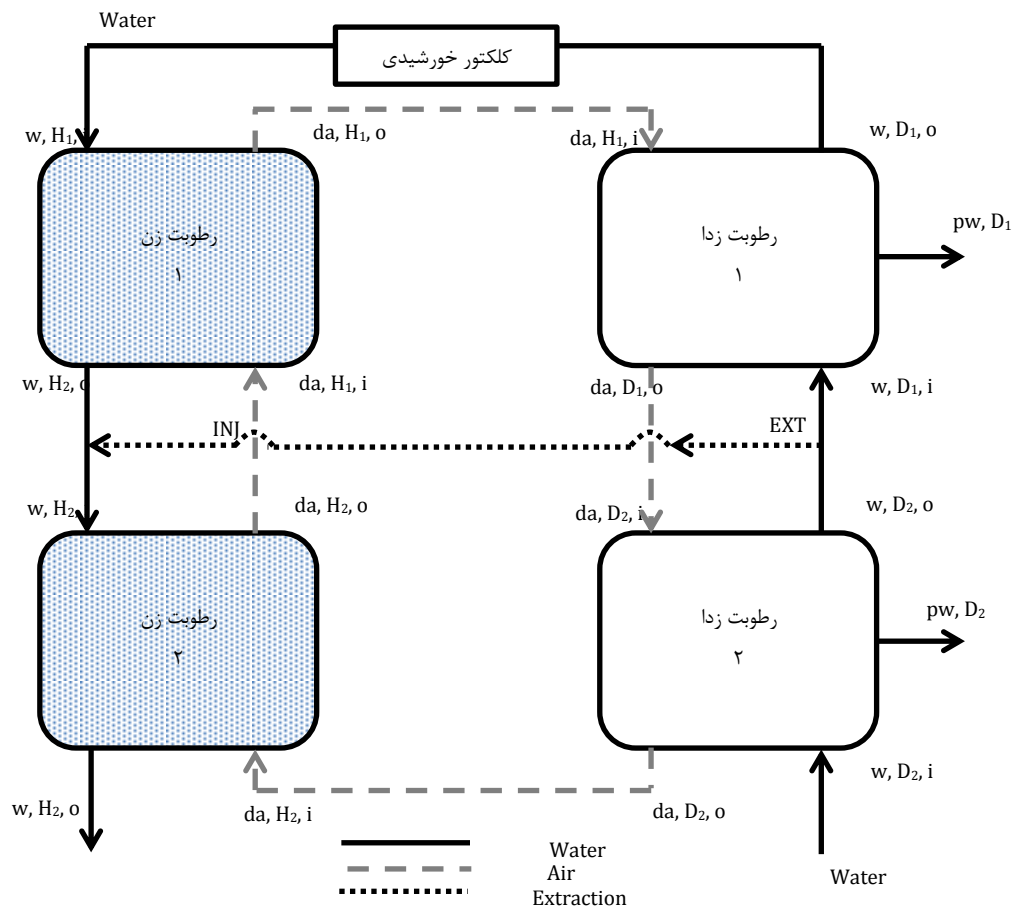 Water
کلکتور خورشیدی
w, H₁,
da, H₁, o
da, H₁, i
w, D₁, o
رطوبت زن
۱
رطوبت زدا
۱
pw, D₁
w, H₂, o
da, H₁, i
da, D₁, o
w, D₁, i
INJ
EXT
w, H₂,
da, H₂, o
da, D₂, i
w, D₂, o
رطوبت زن
۲
رطوبت زدا
۲
pw, D₂
w, H₂, o
da, H₂, i
da, D₂, o
w, D₂, i
Water
Air
Extraction
Water